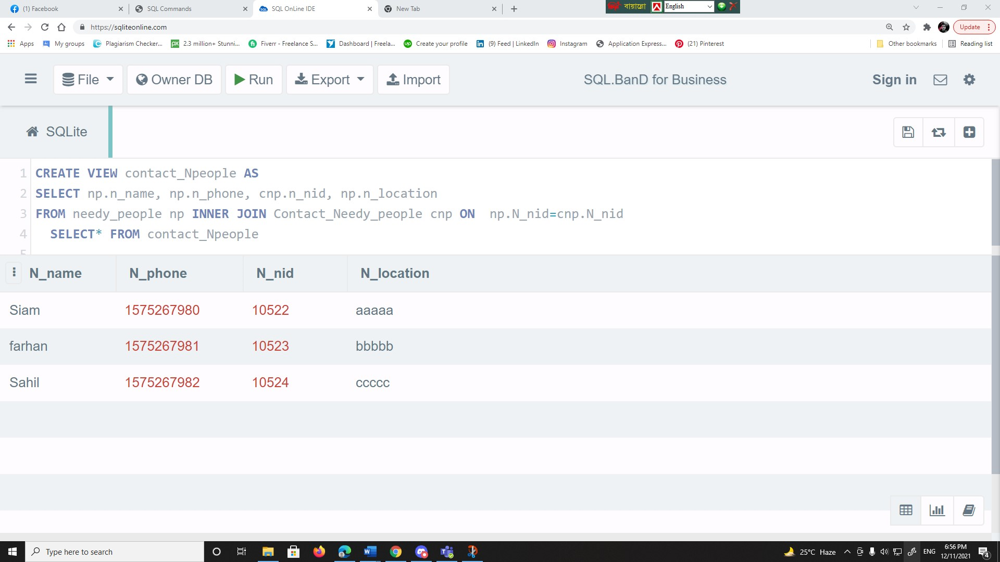 (1) Facebook
SQL Commands
SQL OnLine IDE
New Tab
বায়ান্নো
English
https://sqliteonline.com
Update
Apps
My groups
Plagiarism Checker...
2.3 million+ Stunni...
Fiverr - Freelance S...
Dashboard | Freela...
Create your profile
(9) Feed | LinkedIn
Instagram
Application Express...
(21) Pinterest
Other bookmarks
Reading list
File
Owner DB
Run
Export
Import
SQL.BanD for Business
Sign in
SQLite
1 CREATE VIEW contact_Npeople AS
2 SELECT np.n_name, np.n_phone, cnp.n_nid, np.n_location
3 FROM needy_people np INNER JOIN Contact_Needy_people cnp ON  np.N_nid=cnp.N_nid
4   SELECT* FROM contact_Npeople
5
N_name N_phone N_nid N_location
Siam 1575267980 10522 aaaaa
farhan 1575267981 10523 bbbbb
Sahil 1575267982 10524 ccccc
Type here to search
25°C Haze
ENG
6:56 PM
12/11/2021
4